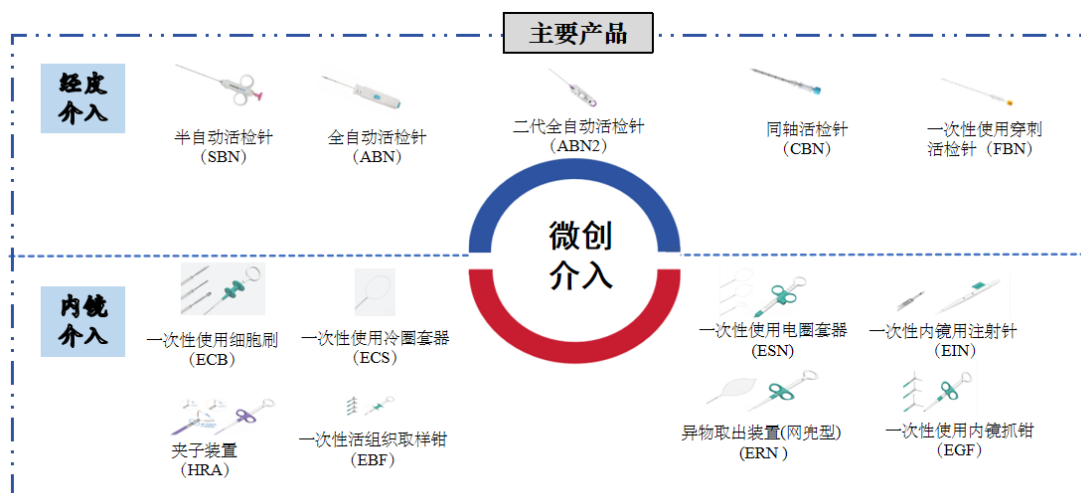 主要产品
经皮
介入
半自动活检针
（SBN）
全自动活检针
（ABN）
二代全自动活检针
（ABN2）
同轴活检针
（CBN）
一次性使用穿刺
活检针（FBN）
微创
介入
内镜
介入
一次性使用细胞刷
(ECB)
一次性使用冷圈套器
（ECS）
一次性使用电圈套器
(ESN)
一次性内镜用注射针
（EIN）
夹子装置
（HRA）
一次性活组织取样钳
（EBF）
异物取出装置(网兜型)
(ERN )
一次性使用内镜抓钳
（EGF）